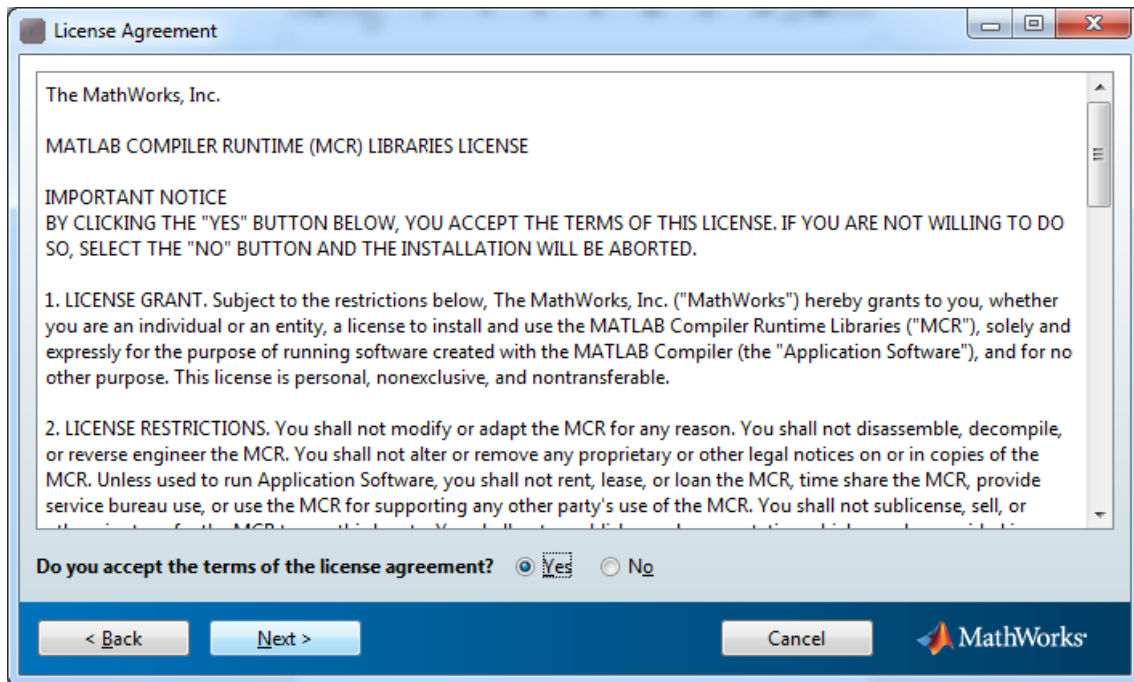 License Agreement
The MathWorks, Inc.
MATLAB COMPILER RUNTIME (MCR) LIBRARIES LICENSE
IMPORTANT NOTICE
BY CLICKING THE "YES" BUTTON BELOW, YOU ACCEPT THE TERMS OF THIS LICENSE. IF YOU ARE NOT WILLING TO DO
SO, SELECT THE "NO" BUTTON AND THE INSTALLATION WILL BE ABORTED.
1. LICENSE GRANT. Subject to the restrictions below, The MathWorks, Inc. ("MathWorks") hereby grants to you, whether
you are an individual or an entity, a license to install and use the MATLAB Compiler Runtime Libraries ("MCR"), solely and
expressly for the purpose of running software created with the MATLAB Compiler (the "Application Software"), and for no
other purpose. This license is personal, nonexclusive, and nontransferable.
2. LICENSE RESTRICTIONS. You shall not modify or adapt the MCR for any reason. You shall not disassemble, decompile,
or reverse engineer the MCR. You shall not alter or remove any proprietary or other legal notices on or in copies of the
MCR. Unless used to run Application Software, you shall not rent, lease, or loan the MCR, time share the MCR, provide
service bureau use, or use the MCR for supporting any other party's use of the MCR. You shall not sublicense, sell, or
Do you accept the terms of the license agreement? Yes No
< Back Next > Cancel MathWorks